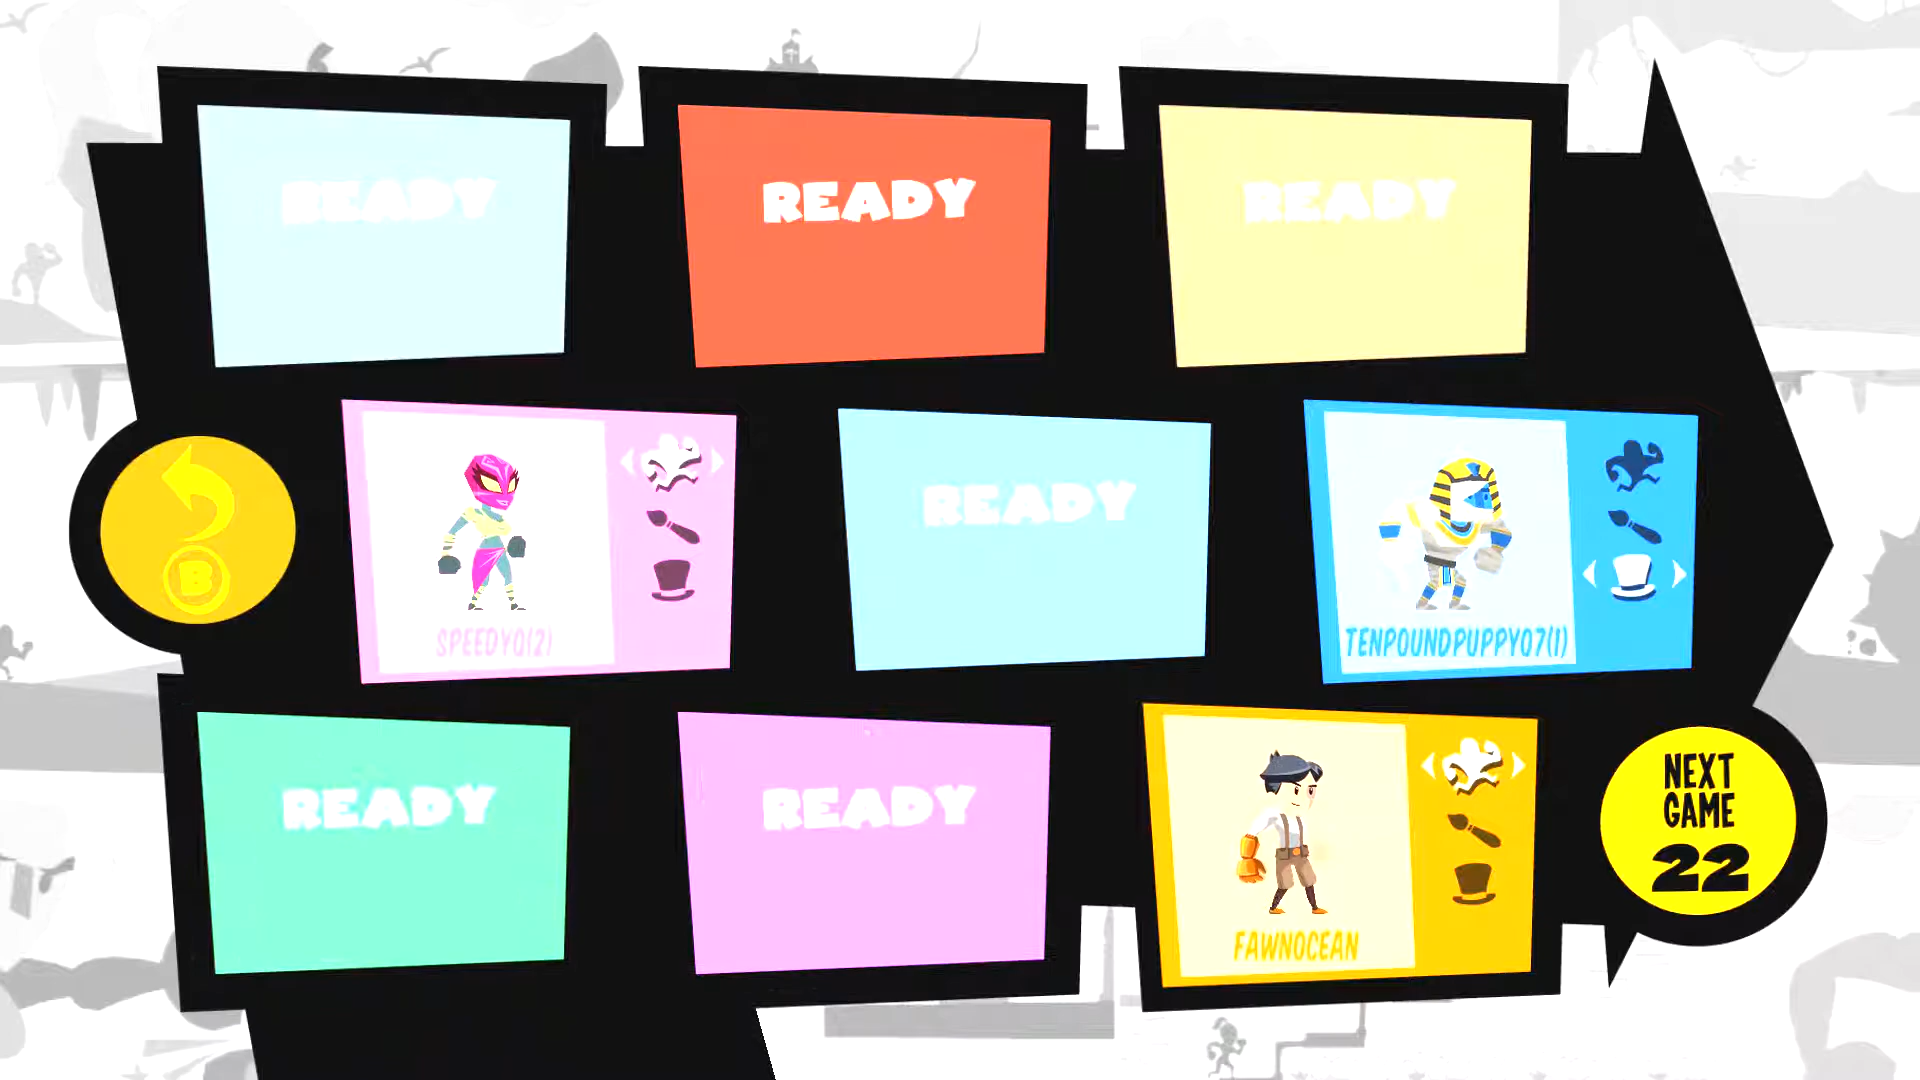 READY
READY
READY
SPEEDY0(2)
READY
TENPOUNDPUPPY07(1)
B
READY
READY
FAWNOCEAN
NEXT
GAME
22